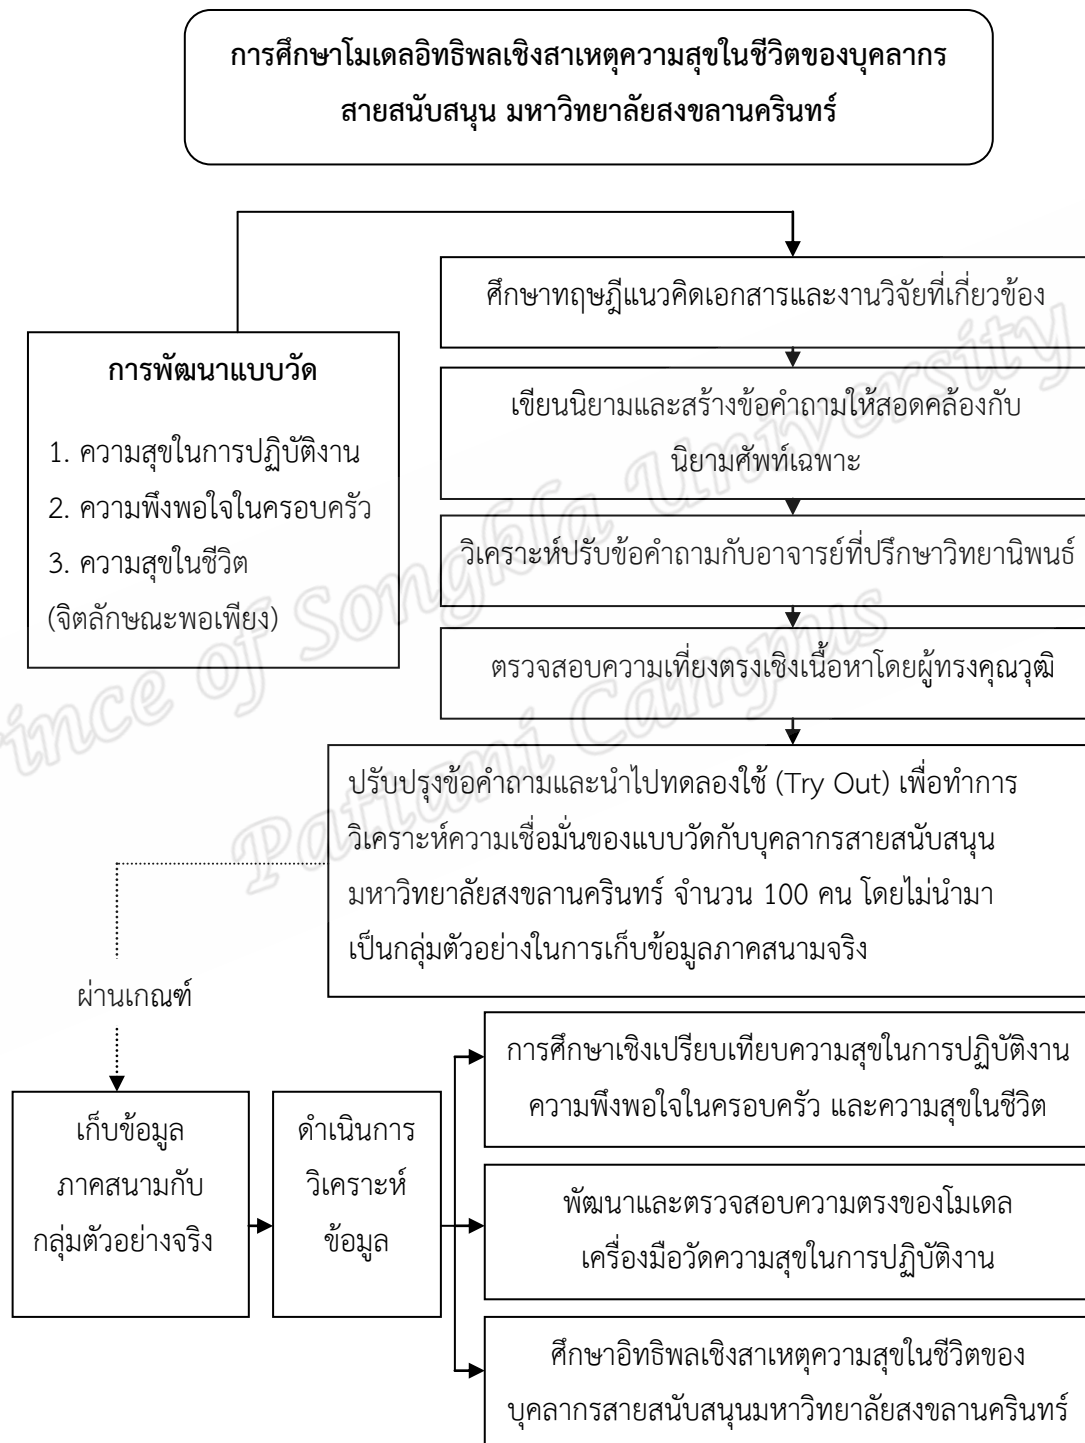 การศึกษาโมเดลอิทธิพลเชิงสาเหตุความสุขในชีวิตของบุคลากร
สายสนับสนุน มหาวิทยาลัยสงขลานครินทร์
การพัฒนาแบบวัด
1. ความสุขในการปฏิบัติงาน
2. ความพึงพอใจในครอบครัว
3. ความสุขในชีวิต
(จิตลักษณะพอเพียง)
ศึกษาทฤษฎีแนวคิดเอกสารและงานวิจัยที่เกี่ยวข้อง
เขียนนิยามและสร้างข้อคำถามให้สอดคล้องกับ
นิยามศัพท์เฉพาะ
วิเคราะห์ปรับข้อคำถามกับอาจารย์ที่ปรึกษาวิทยานิพนธ์
ตรวจสอบความเที่ยงตรงเชิงเนื้อหาโดยผู้ทรงคุณวุฒิ
ปรับปรุงข้อคำถามและนำไปทดลองใช้ (Try Out) เพื่อทำการ
วิเคราะห์ความเชื่อมั่นของแบบวัดกับบุคลากรสายสนับสนุน
มหาวิทยาลัยสงขลานครินทร์ จำนวน 100 คน โดยไม่นำมา
เป็นกลุ่มตัวอย่างในการเก็บข้อมูลภาคสนามจริง
ผ่านเกณฑ์
เก็บข้อมูล
ภาคสนามกับ
กลุ่มตัวอย่างจริง
ดำเนินการ
วิเคราะห์
ข้อมูล
การศึกษาเชิงเปรียบเทียบความสุขในการปฏิบัติงาน
ความพึงพอใจในครอบครัว และความสุขในชีวิต
พัฒนาและตรวจสอบความตรงของโมเดล
เครื่องมือวัดความสุขในการปฏิบัติงาน
ศึกษาอิทธิพลเชิงสาเหตุความสุขในชีวิตของ
บุคลากรสายสนับสนุนมหาวิทยาลัยสงขลานครินทร์
rince of Songkla University
Pattani Campus